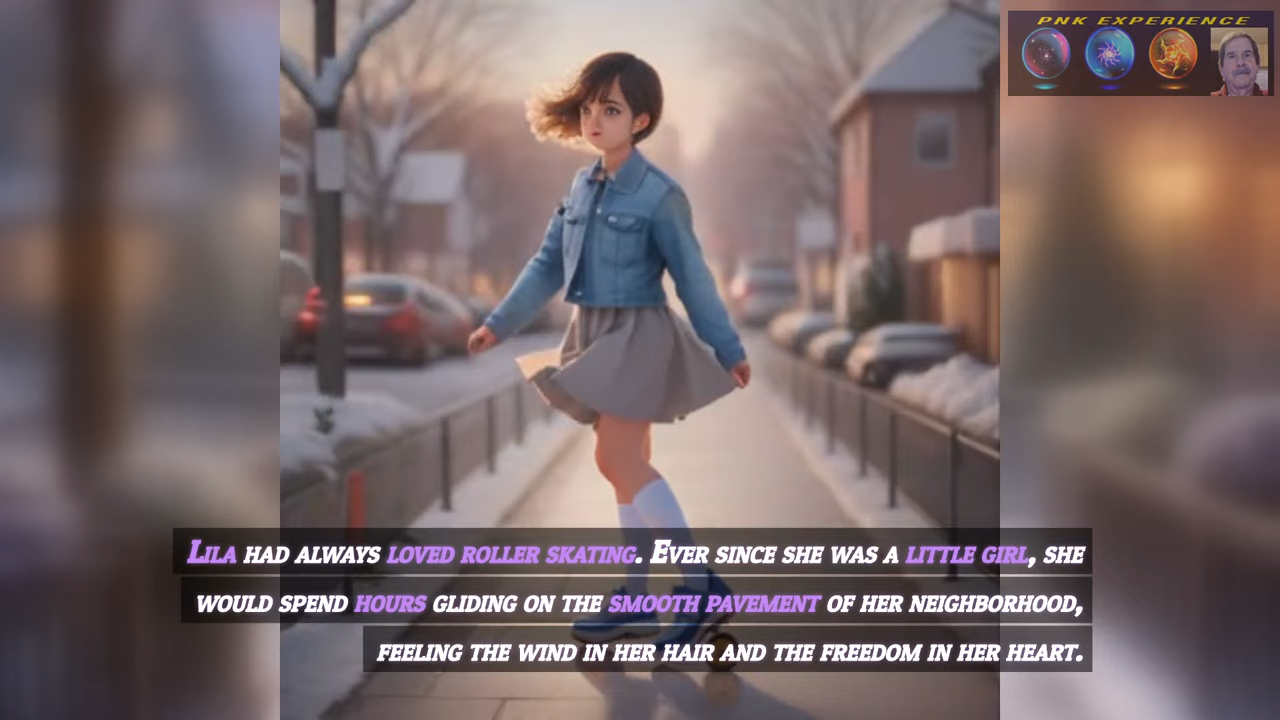 PNK EXPERIENCE
Lila had always loved roller skating. Ever since she was a little girl, she
would spend hours gliding on the smooth pavement of her neighborhood,
feeling the wind in her hair and the freedom in her heart.